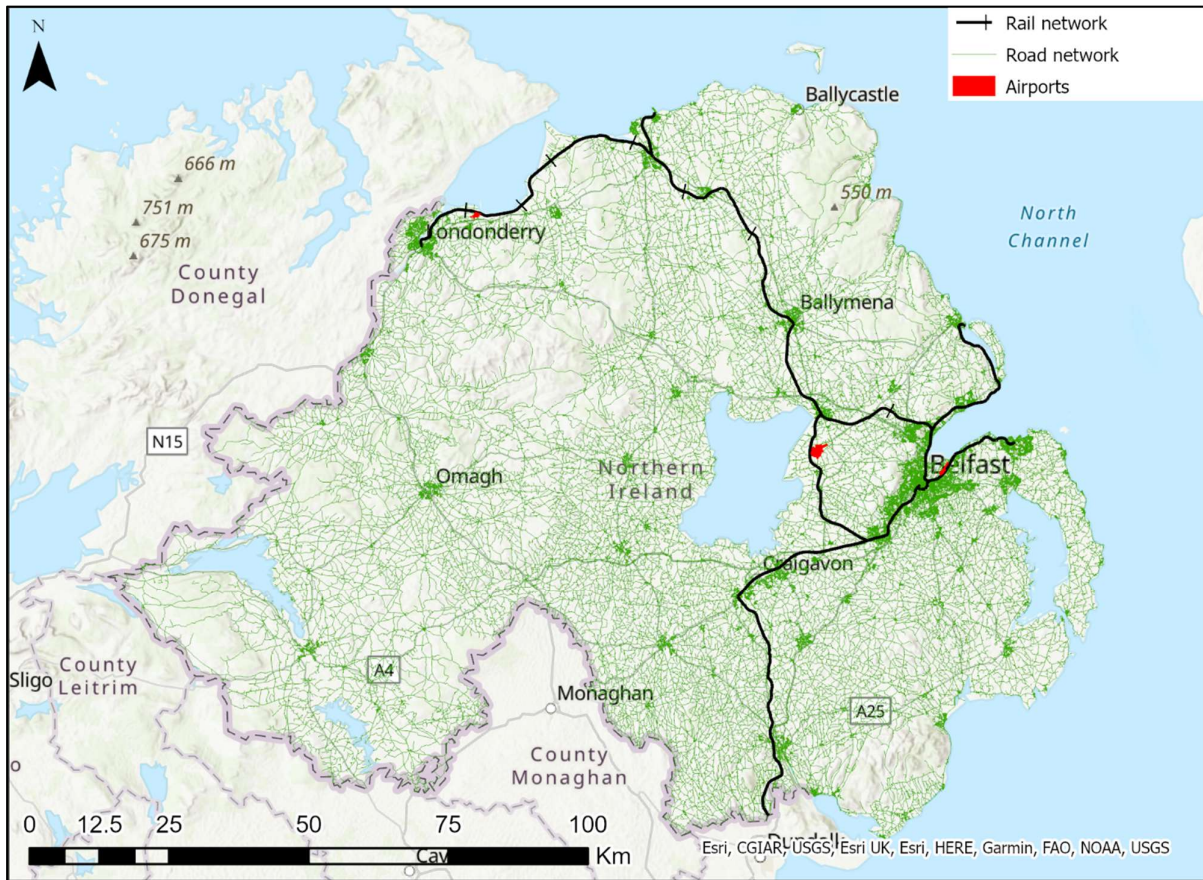 N
Rail network
Road network
Airports
Ballycastle
666 m
751 m
675 m
550 m
North
Channel
County
Donegal
ondonderry
Ballymena
N15
Omagh
Northern
Ireland
Belfast
Craigavon
County
Leitrim
Sligo
A4
Monaghan
A25
County
Monaghan
o
0 12.5 25 50 75 100
Km
Cav
Esri, CGIAR, USGS, Esri UK, Esri, HERE, Garmin, FAO, NOAA, USGS